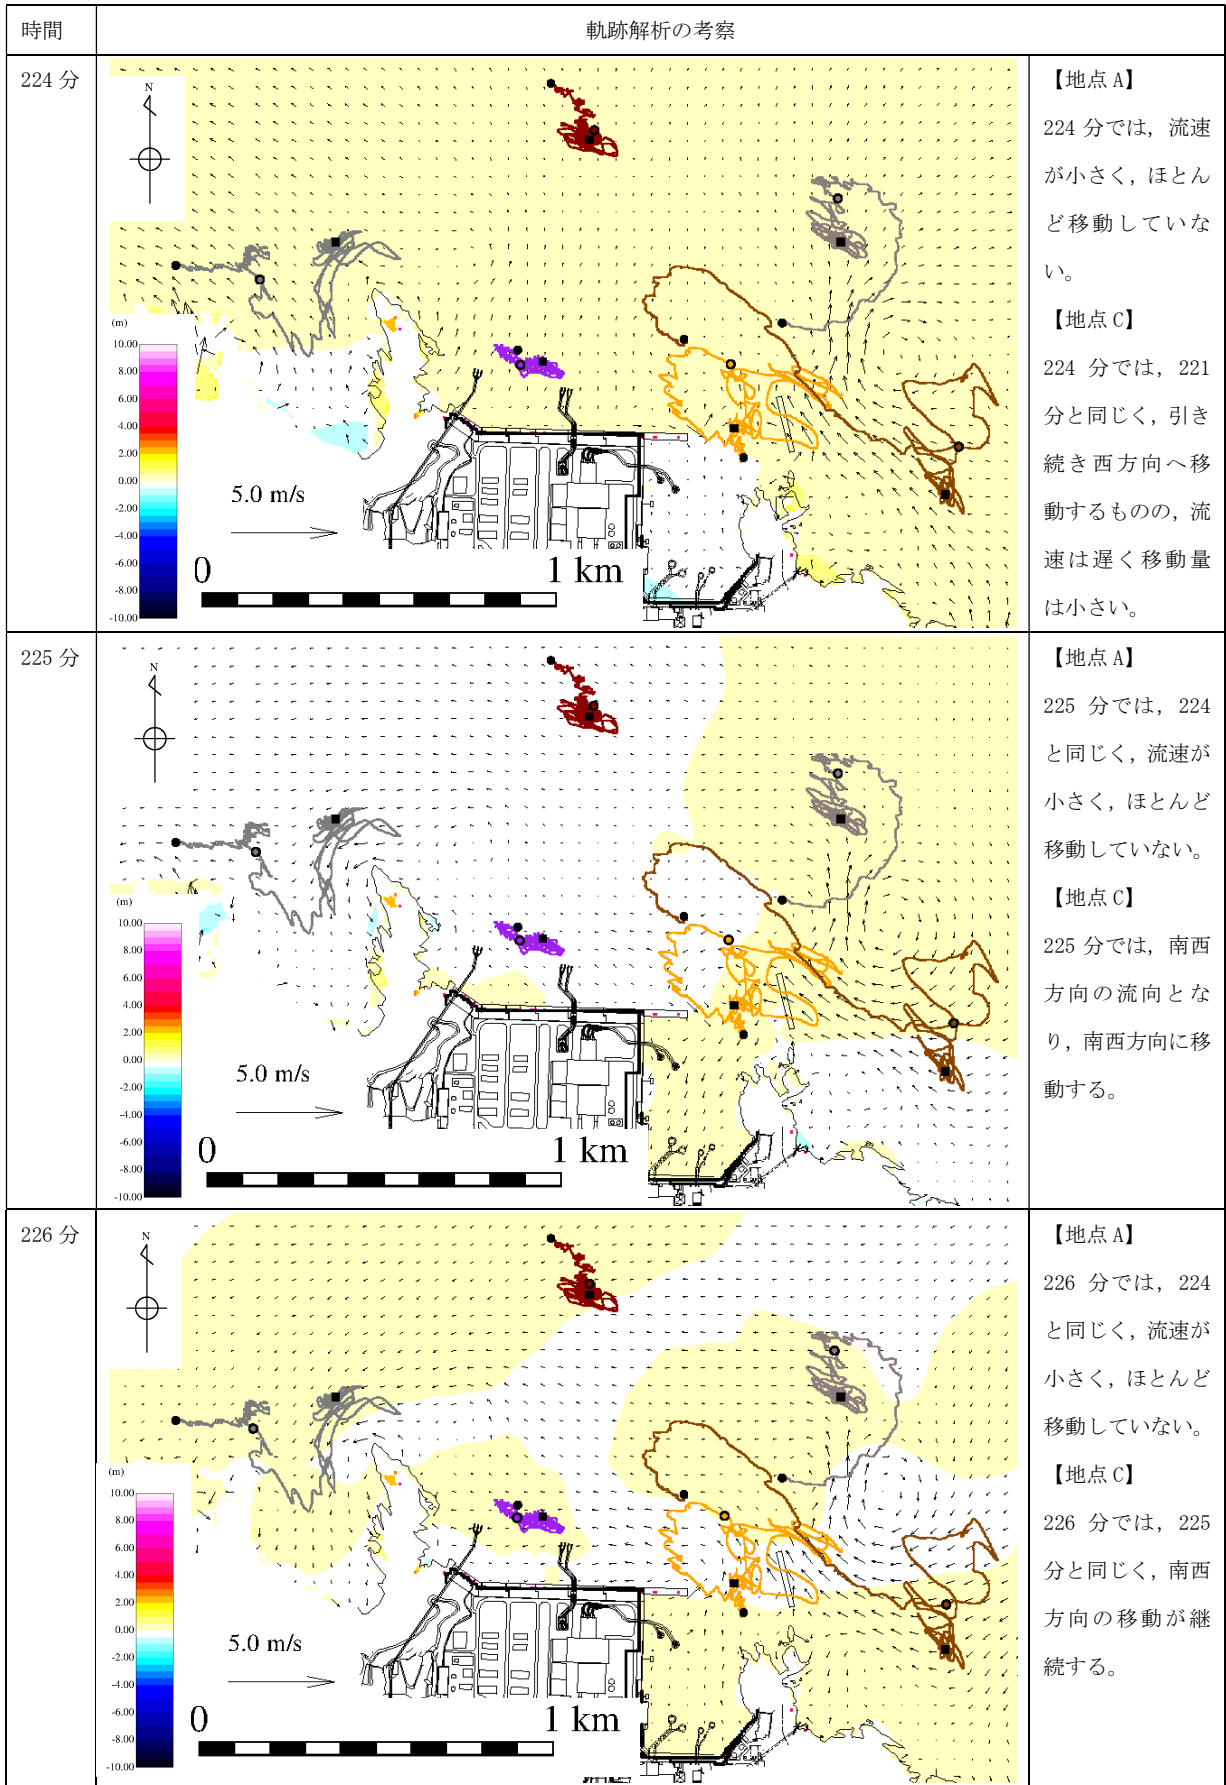 時間
軌跡解析の考察
224 分
N
(m)
10.00
8.00
6.00
4.00
2.00
0.00
-2.00
-4.00
-6.00
-8.00
-10.00
5.0 m/s
0
1 km
【地点 A】
224 分では，流速
が小さく，ほとん
ど移動していな
い。
【地点 C】
224 分では，221
分と同じく，引き
続き西方向へ移
動するものの，流
速は遅く移動量
は小さい。
225 分
N
(m)
10.00
8.00
6.00
4.00
2.00
0.00
-2.00
-4.00
-6.00
-8.00
-10.00
5.0 m/s
0
1 km
【地点 A】
225 分では，224
と同じく，流速が
小さく，ほとんど
移動していない。
【地点 C】
225 分では，南西
方向の流向とな
り，南西方向に移
動する。
226 分
N
(m)
10.00
8.00
6.00
4.00
2.00
0.00
-2.00
-4.00
-6.00
-8.00
-10.00
5.0 m/s
0
1 km
【地点 A】
226 分では，224
と同じく，流速が
小さく，ほとんど
移動していない。
【地点 C】
226 分では，225
分と同じく，南西
方向の移動が継
続する。